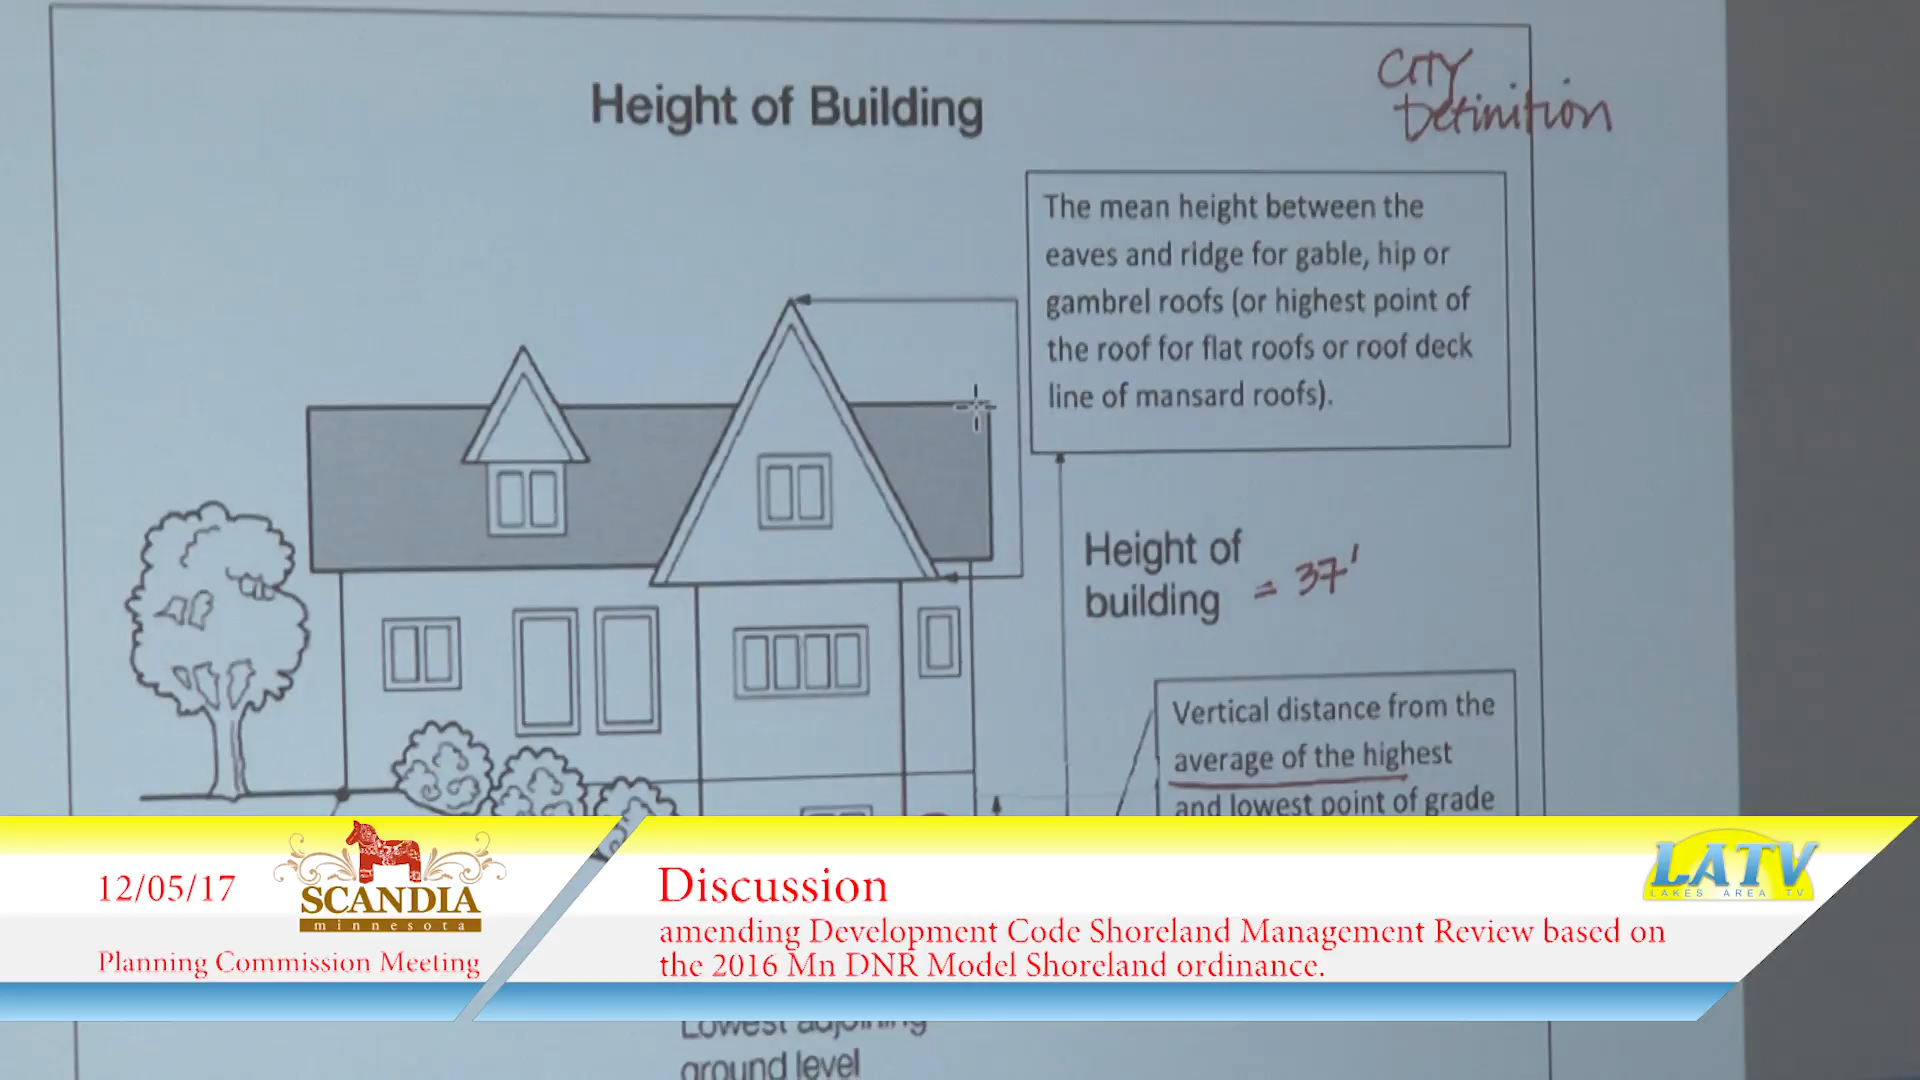 Height of Building
CITY
Definition
The mean height between the
eaves and ridge for gable, hip or
gambrel roofs (or highest point of
the roof for flat roofs or roof deck
line of mansard roofs).
Height of
building = 37'
Vertical distance from the
average of the highest
and lowest point of grade
12/05/17
SCANDIA
minnesota
Planning Commission Meeting
Discussion
amending Development Code Shoreland Management Review based on
the 2016 Mn DNR Model Shoreland ordinance.
LATV
LAKES AREA TV
Lowest adjoining
ground level